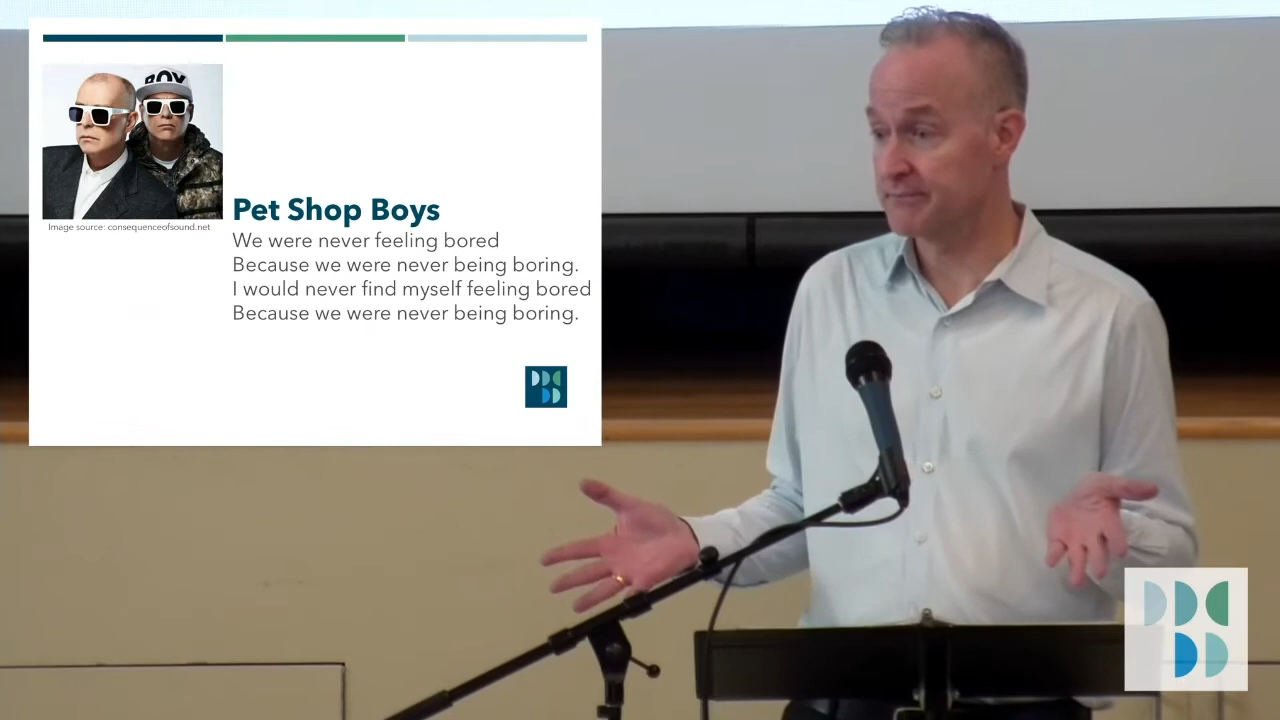 BOY
Image source: consequenceofsound.net
Pet Shop Boys
We were never feeling bored
Because we were never being boring.
I would never find myself feeling bored
Because we were never being boring.